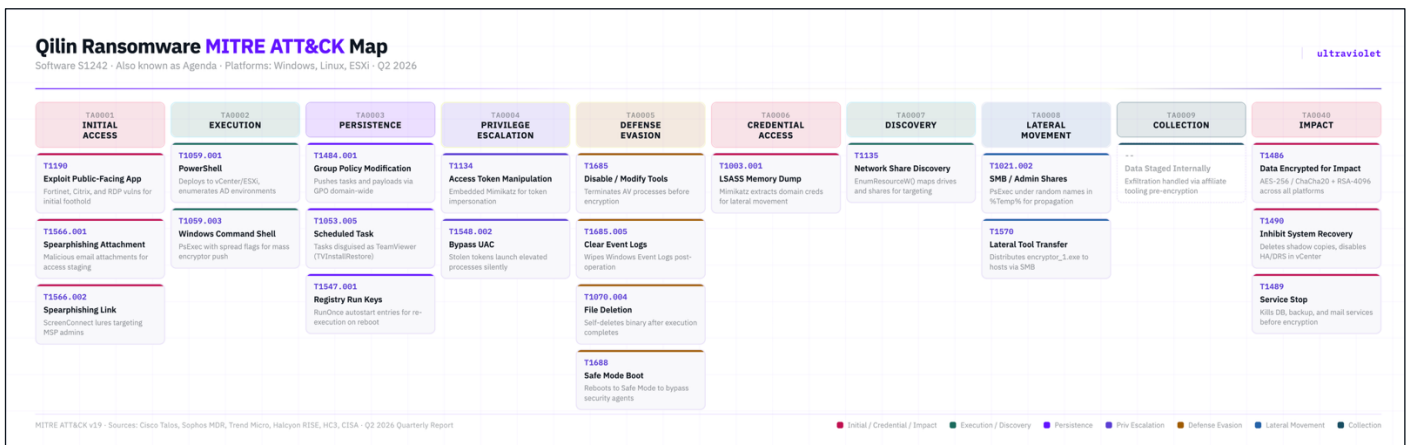 Qilin Ransomware MITRE ATT&CK Map
Software S1242 · Also known as Agenda · Platforms: Windows, Linux, ESXi · Q2 2026
ultraviolet
TA0001
INITIAL
ACCESS
T1190
Exploit Public-Facing App
Fortinet, Citrix, and RDP vulns for
initial foothold
T1566.001
Spearphishing Attachment
Malicious email attachments for
access staging
T1566.002
Spearphishing Link
ScreenConnect lures targeting
MSP admins
TA0002
EXECUTION
T1059.001
PowerShell
Deploys to vCenter/ESXi,
enumerates AD environments
T1059.003
Windows Command Shell
PsExec with spread flags for mass
encryptor push
TA0003
PERSISTENCE
T1484.001
Group Policy Modification
Pushes tasks and payloads via
GPO domain-wide
T1053.005
Scheduled Task
Tasks disguised as TeamViewer
(TVInstallRestore)
T1547.001
Registry Run Keys
RunOnce autostart entries for re-
execution on reboot
TA0004
PRIVILEGE
ESCALATION
T1134
Access Token Manipulation
Embedded Mimikatz for token
impersonation
T1548.002
Bypass UAC
Stolen tokens launch elevated
processes silently
TA0005
DEFENSE
EVASION
T1685
Disable / Modify Tools
Terminates AV processes before
encryption
T1685.005
Clear Event Logs
Wipes Windows Event Logs post-
operation
T1070.004
File Deletion
Self-deletes binary after execution
completes
T1688
Safe Mode Boot
Reboots to Safe Mode to bypass
security agents
TA0006
CREDENTIAL
ACCESS
T1003.001
LSASS Memory Dump
Mimikatz extracts domain creds
for lateral movement
TA0007
DISCOVERY
T1135
Network Share Discovery
EnumResourceW() maps drives
and shares for targeting
TA0008
LATERAL
MOVEMENT
T1021.002
SMB / Admin Shares
PsExec under random names in
%Temp% for propagation
T1570
Lateral Tool Transfer
Distributes encryptor_1.exe to
hosts via SMB
TA0009
COLLECTION
--
Data Staged Internally
Exfiltration handled via affiliate
tooling pre-encryption
TA0040
IMPACT
T1486
Data Encrypted for Impact
AES-256 / ChaCha20 + RSA-4096
across all platforms
T1490
Inhibit System Recovery
Deletes shadow copies, disables
HA/DRS in vCenter
T1489
Service Stop
Kills DB, backup, and mail services
before encryption
MITRE ATT&CK v19 · Sources: Cisco Talos, Sophos MDR, Trend Micro, Halcyon RISE, HC3, CISA · Q2 2026 Quarterly Report
Initial / Credential / Impact
Execution / Discovery
Persistence
Priv Escalation
Defense Evasion
Lateral Movement
Collection